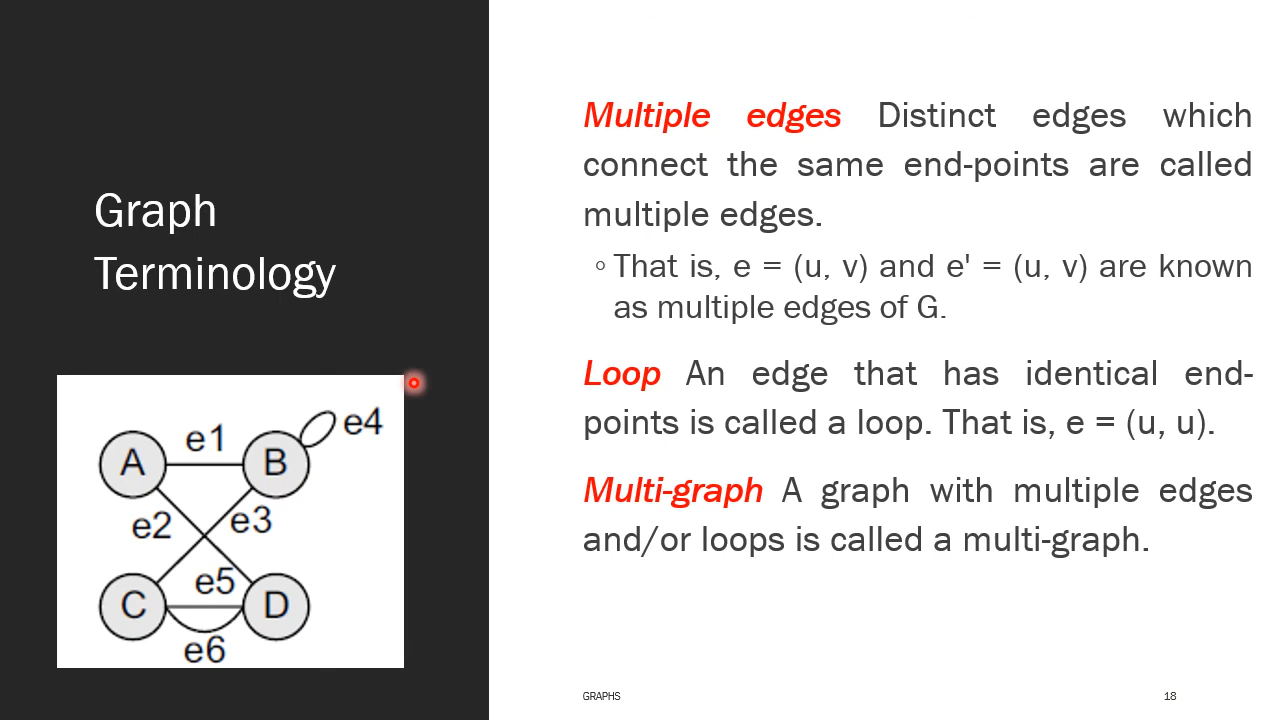 Graph
Terminology
A
e1
B
e4
e2
e3
C
e5
D
e6
Multiple edges Distinct edges which
connect the same end-points are called
multiple edges.
◦ That is, e = (u, v) and e' = (u, v) are known
as multiple edges of G.
Loop An edge that has identical end-
points is called a loop. That is, e = (u, u).
Multi-graph A graph with multiple edges
and/or loops is called a multi-graph.
GRAPHS
18